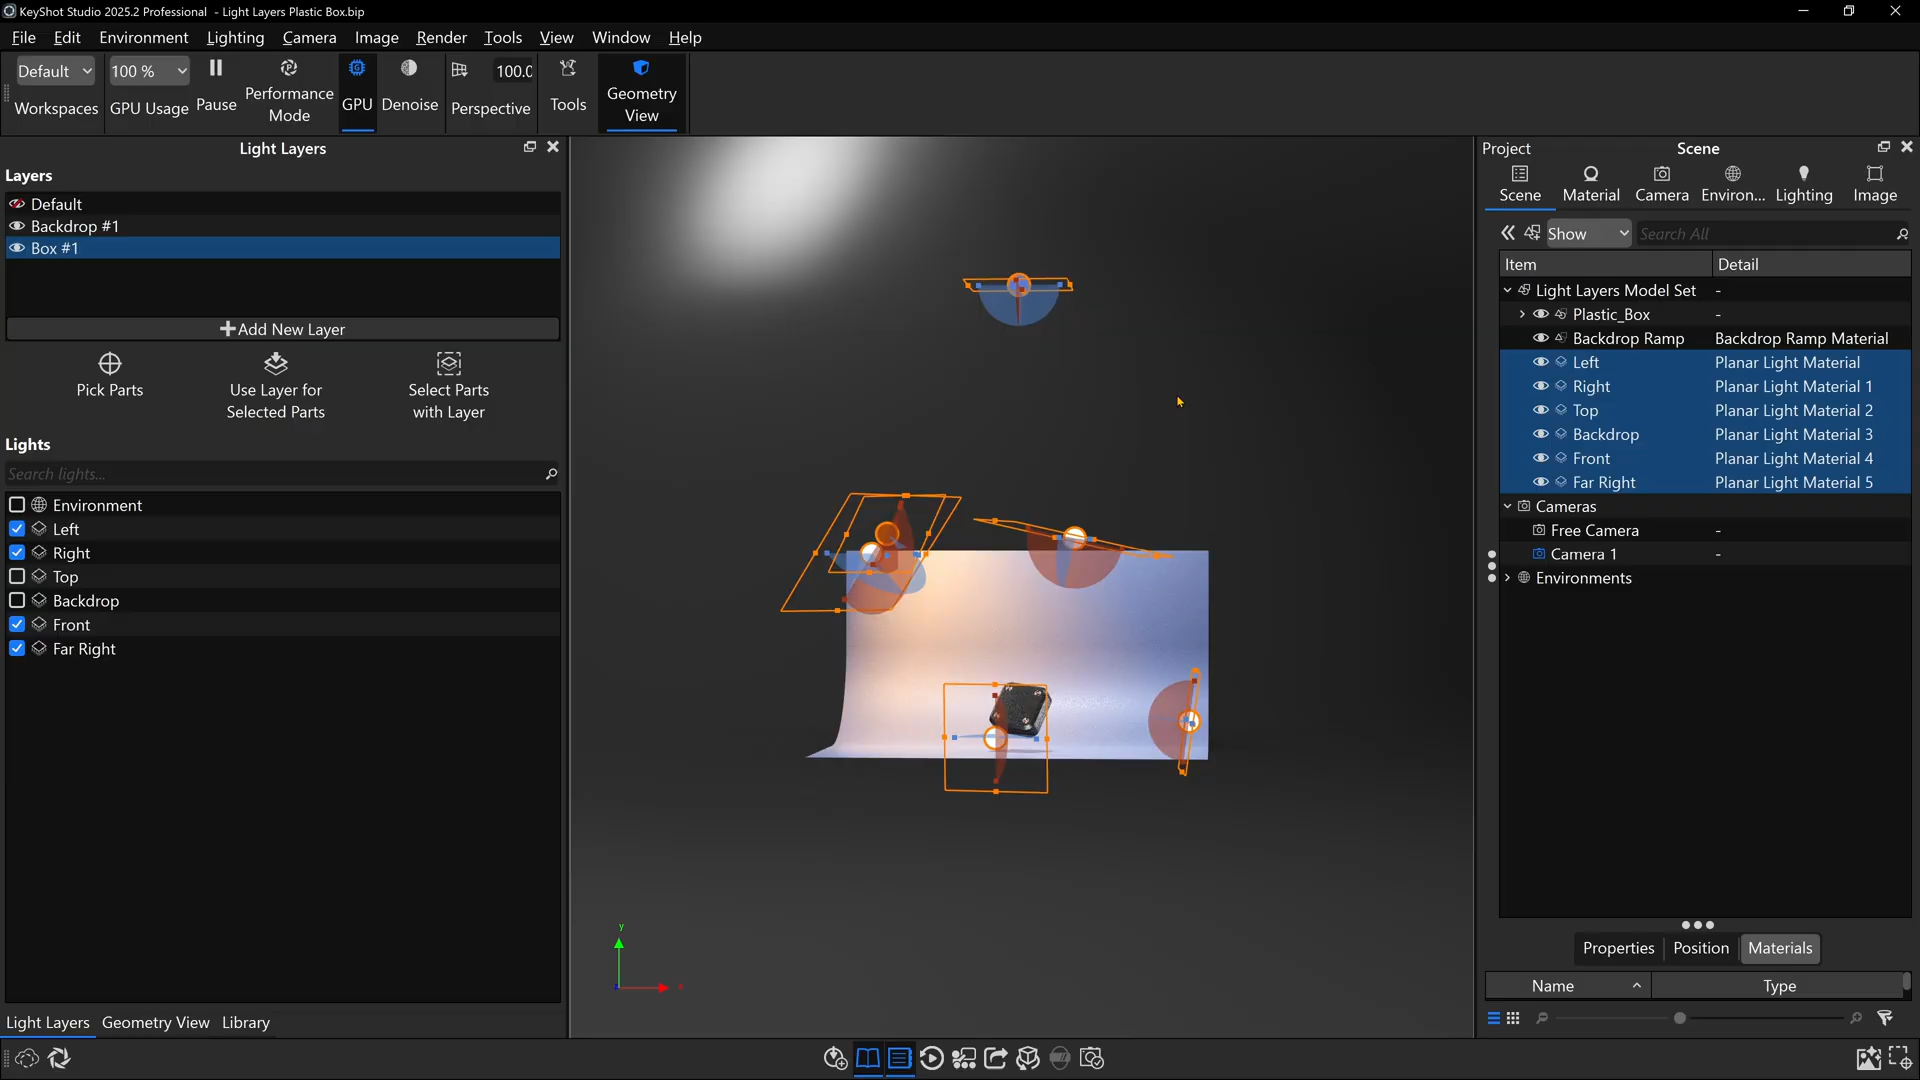 KeyShot Studio 2025.2 Professional - Light Layers Plastic Box.bip
File Edit Environment Lighting Camera Image Render Tools View Window Help
Default
Workspaces
100 %
GPU Usage
Pause
Performance
Mode
GPU
Denoise
100.0
Perspective
Tools
Geometry
View
Light Layers
Layers
Default
Backdrop #1
Box #1
Add New Layer
Pick Parts
Use Layer for
Selected Parts
Select Parts
with Layer
Lights
Search lights...
Environment
Left
Right
Top
Backdrop
Front
Far Right
Light Layers Geometry View Library
y
x
Project
Scene
Scene Material Camera Environ... Lighting Image
Show
Search All
Item Detail
Light Layers Model Set -
Plastic_Box -
Backdrop Ramp Backdrop Ramp Material
Left Planar Light Material
Right Planar Light Material 1
Top Planar Light Material 2
Backdrop Planar Light Material 3
Front Planar Light Material 4
Far Right Planar Light Material 5
Cameras
Free Camera -
Camera 1 -
Environments
Properties Position Materials
Name Type